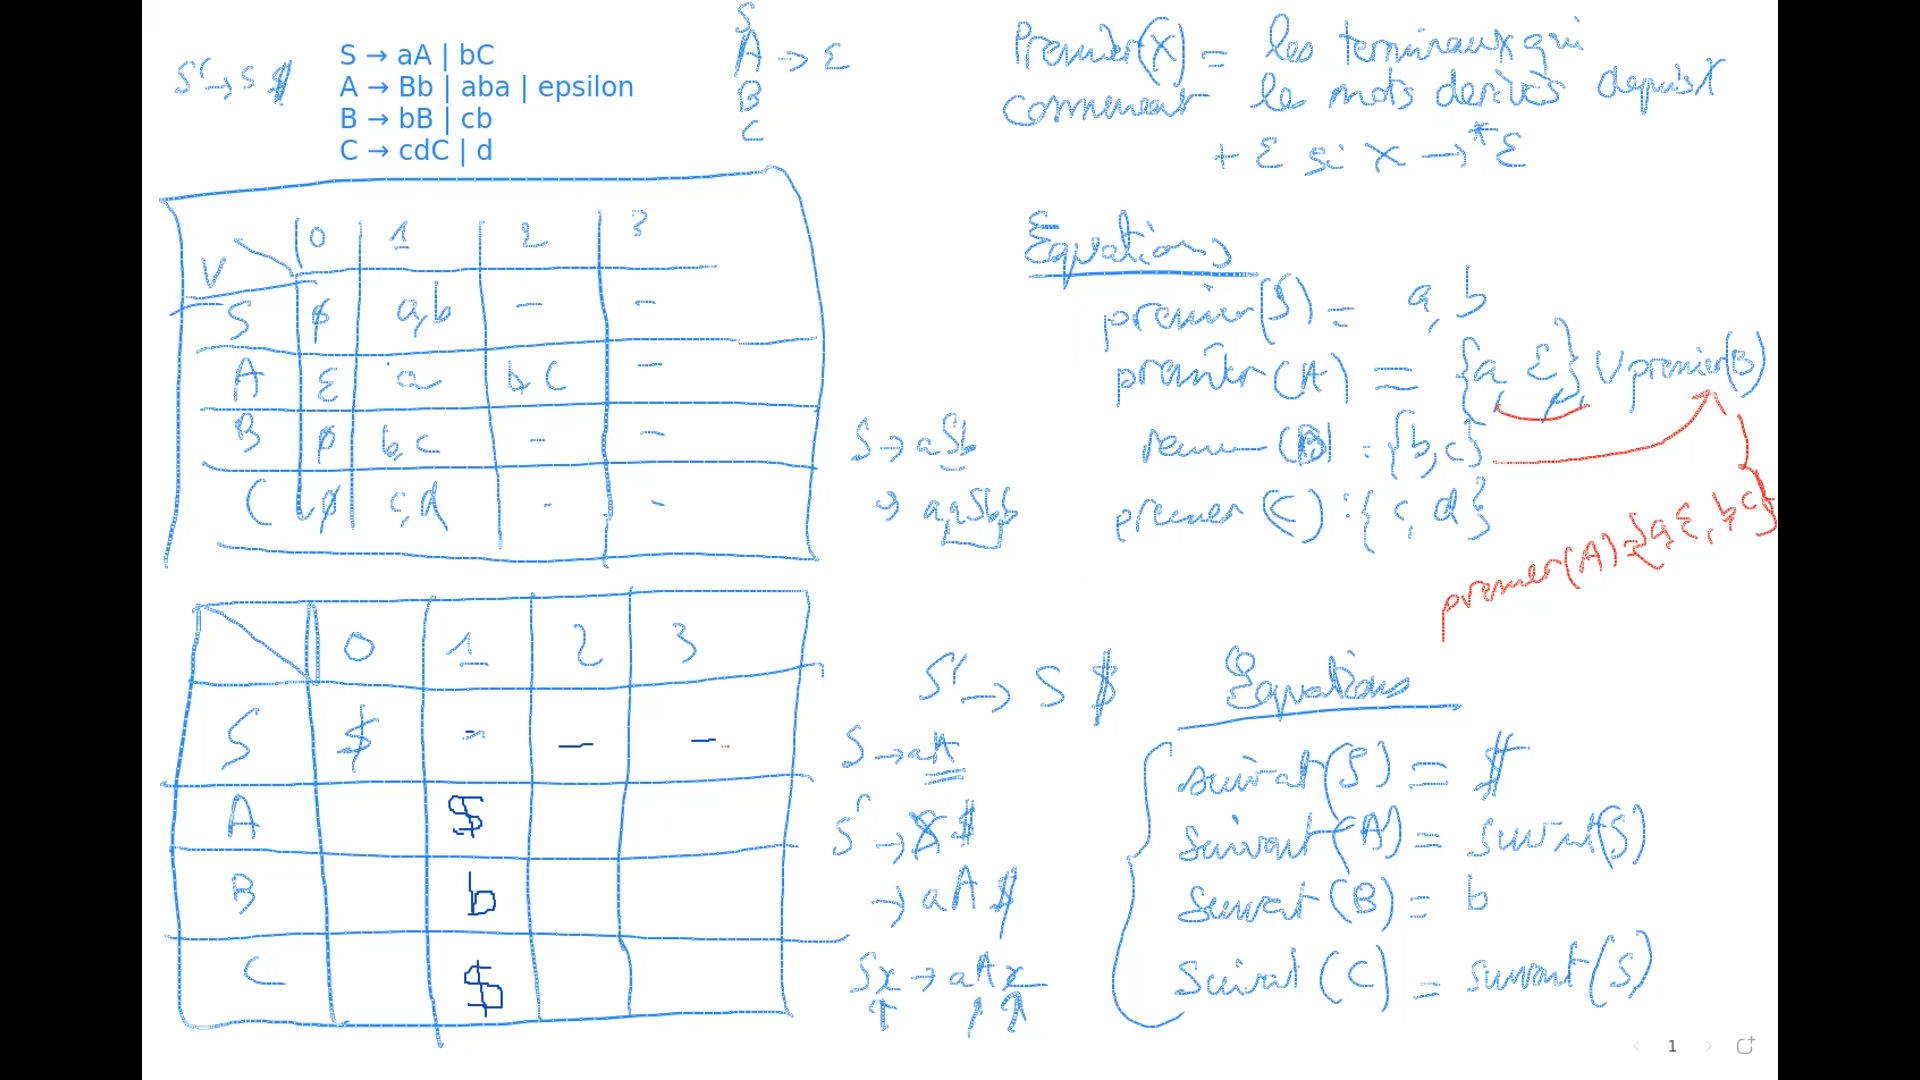 S' → S $
S → aA | bC
A → Bb | aba | epsilon
B → bB | cb
C → cdC | d
S
A → ε
B
C
Premier(X) = les terminaux qui
commencent les mots dérivés depuis X
+ ε si X →* ε
V 0 1 2 3
S ∅ a,b - -
A ε a b,c -
B ∅ b,c - -
C ∅ c,d - -
S → aSb
→ aaSbb
Equations
premier(S) = a, b
premier(A) = {a, ε} ∪ premier(B)
(B) : {b,c}
premier(C) : {c,d}
premier(A) = {a, ε, b, c}
0 1 2 3
S $ - - -
A $
B b
C $
S' → S $
S → aA
S' → S $
→ aA $
Sx → aAx
Equations
suivant(S) = $
suivant(A) = suivant(S)
suivant(B) = b
suivant(C) = suivant(S)
1